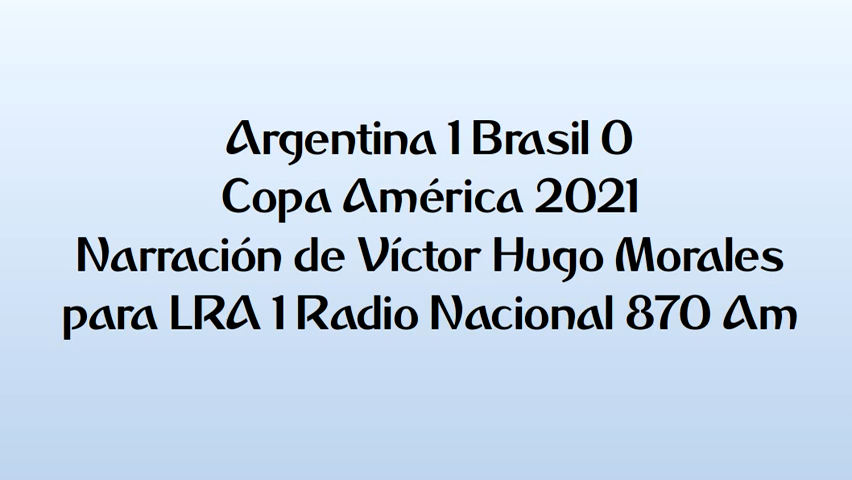 Argentina 1 Brasil 0
Copa América 2021
Narración de Víctor Hugo Morales
para LRA 1 Radio Nacional 870 Am